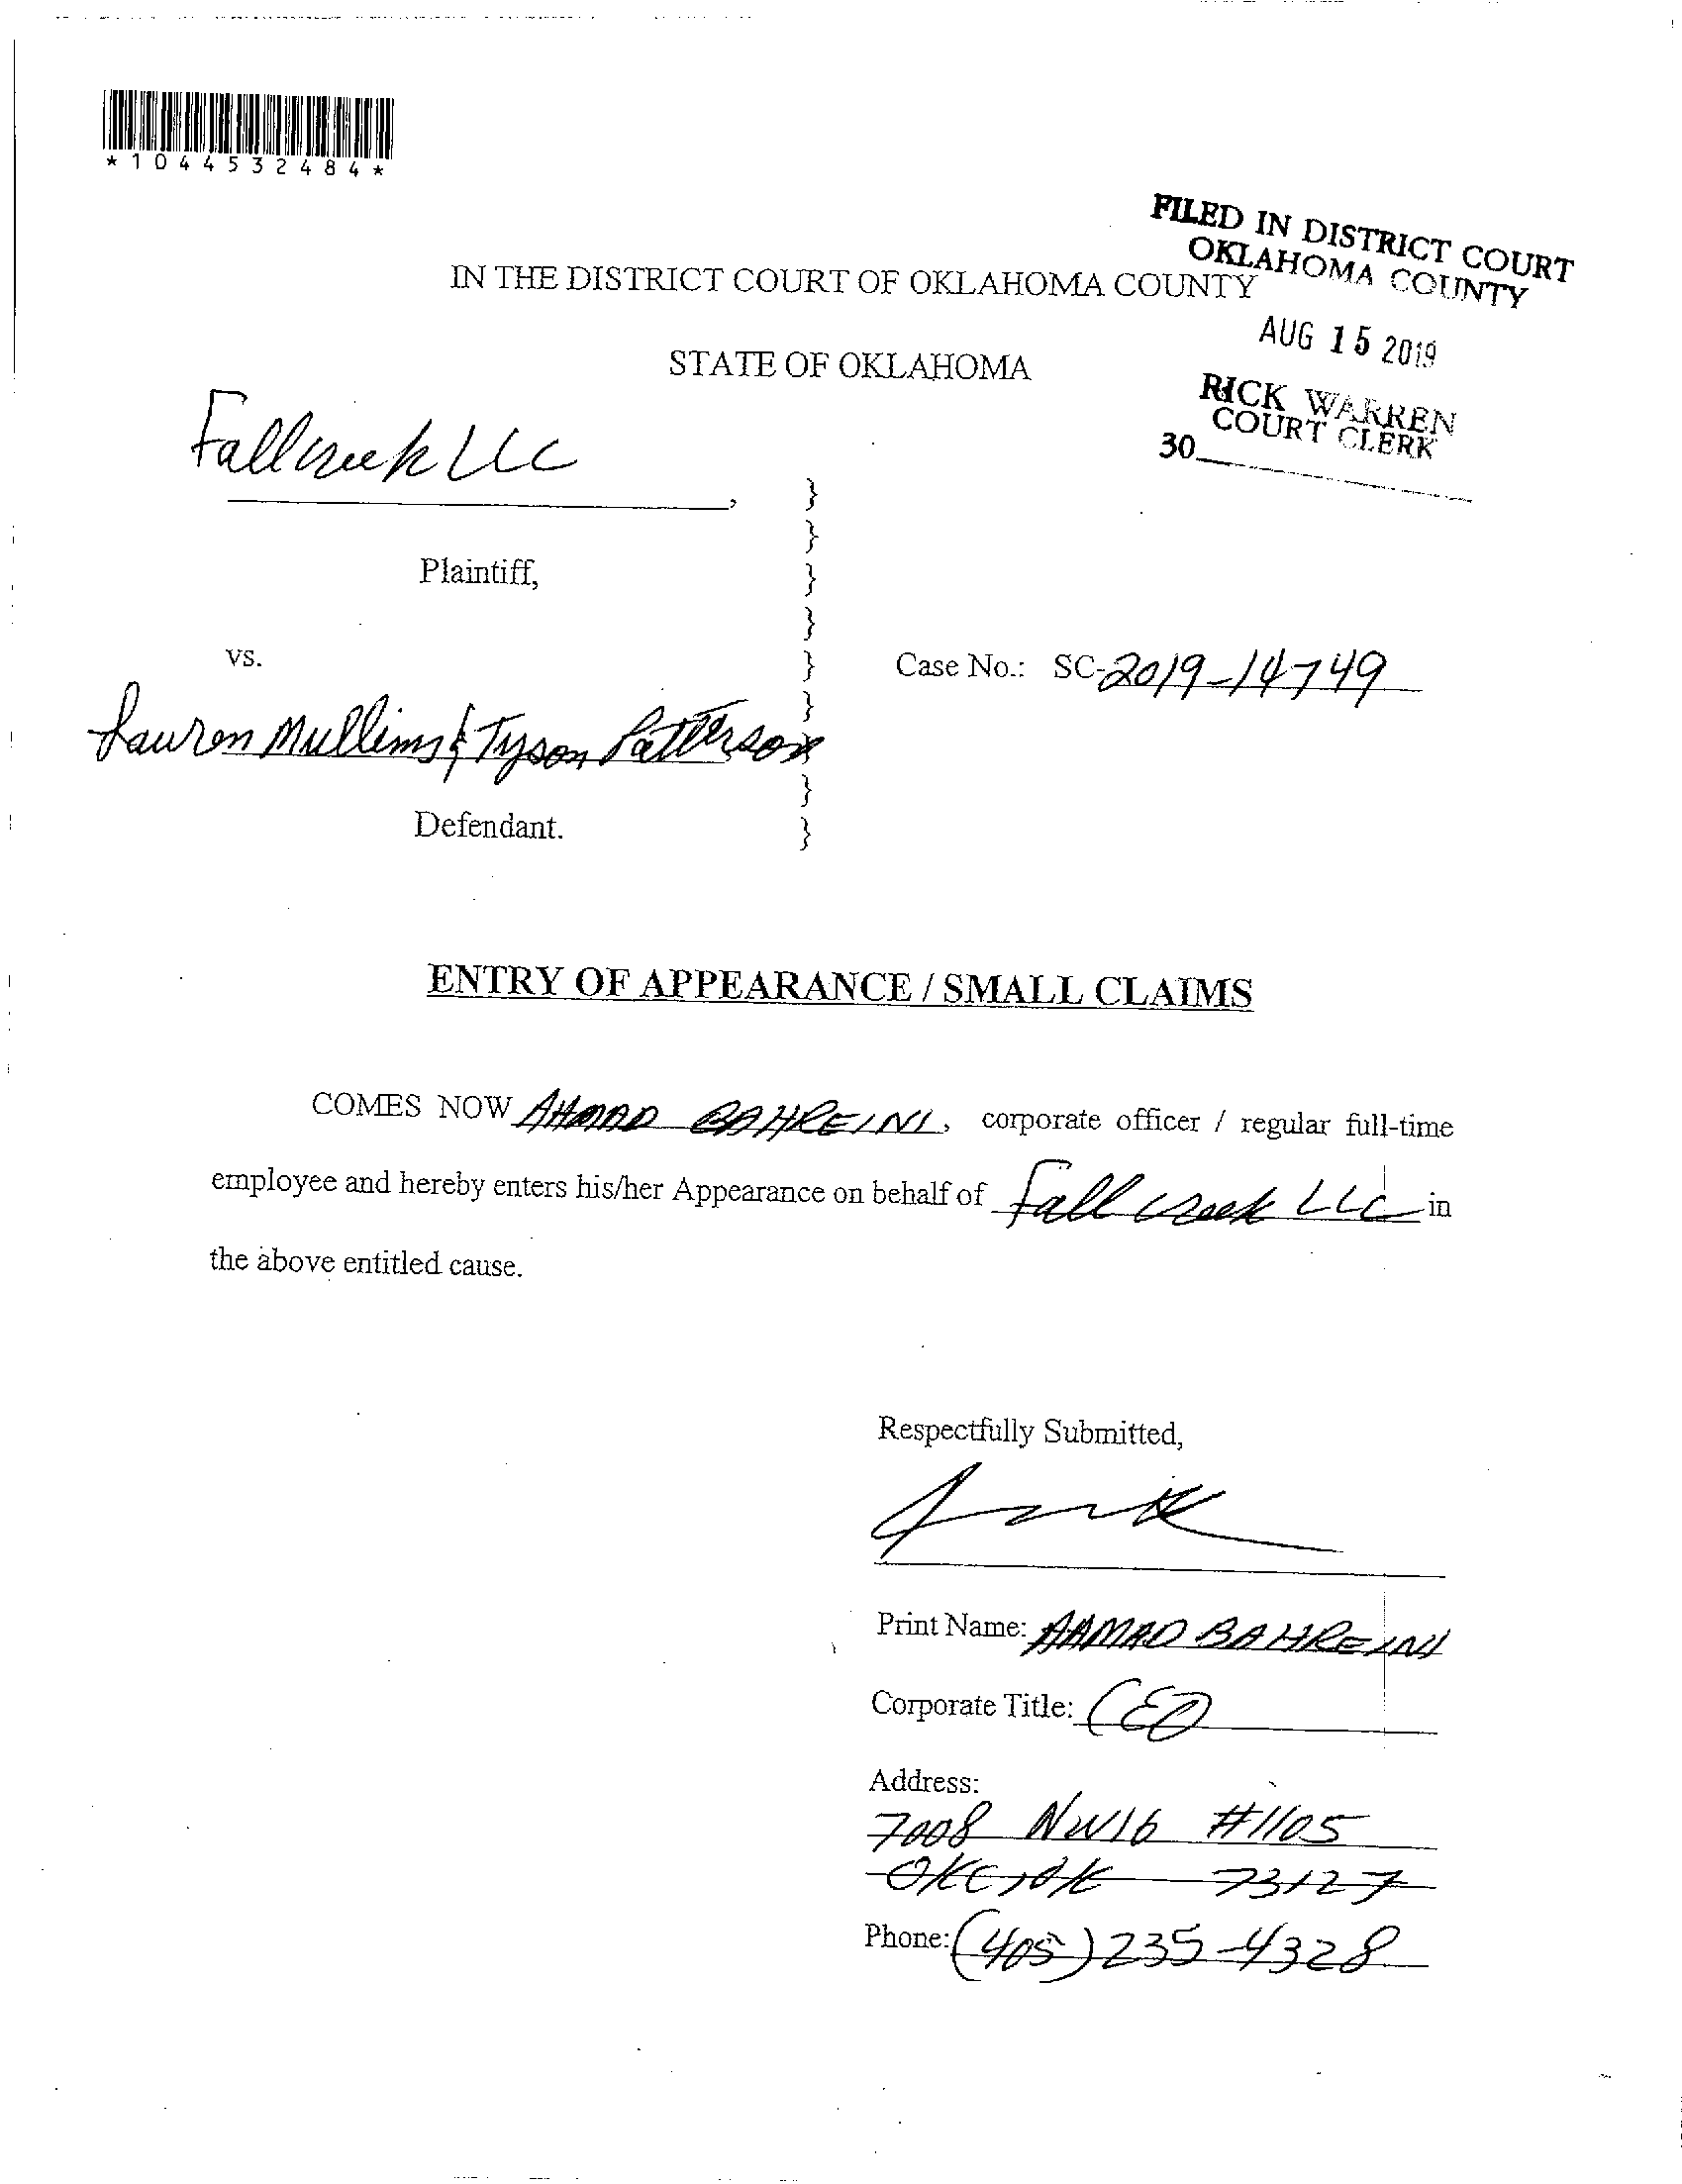 *1044532484*
FILED IN DISTRICT COURT
OKLAHOMA COUNTY
IN THE DISTRICT COURT OF OKLAHOMA COUNTY
AUG 15 2019
STATE OF OKLAHOMA
RICK WARREN
COURT CLERK
30
Fallcreek LLC
,
}
}
Plaintiff, }
}
vs. } Case No.: SC-2019-14749
}
Lauren Mullins & Tyson Patterson
}
Defendant. }
ENTRY OF APPEARANCE / SMALL CLAIMS
COMES NOW AHMAD BAHREINI, corporate officer / regular full-time
employee and hereby enters his/her Appearance on behalf of Fall creek LLC in
the above entitled cause.
Respectfully Submitted,
Print Name: AHMAD BAHREINI
Corporate Title: CEO
Address:
7008 NW16 #1105
OKC, OK 73127
Phone: (405) 235-4328